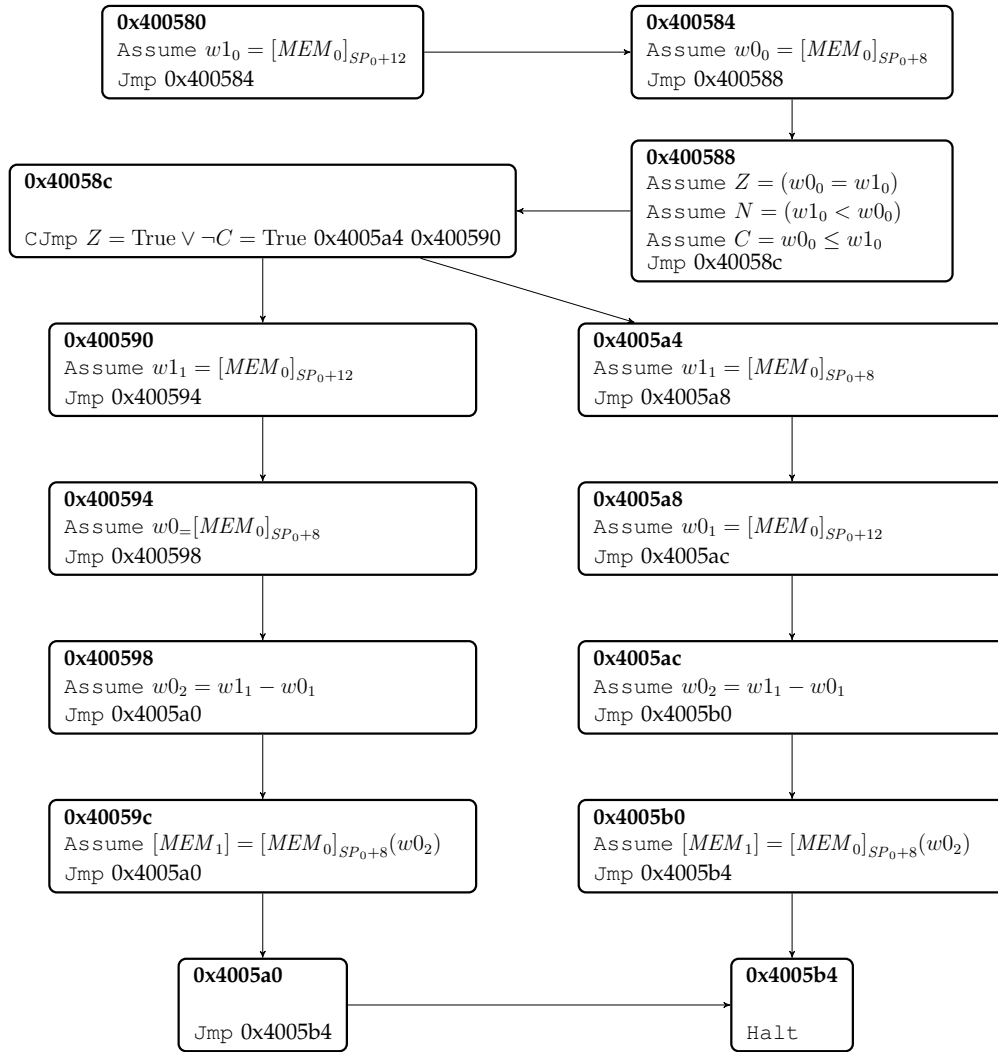 0x400580
Assume w1₀ = [MEM₀]_{SP₀+12}
Jmp 0x400584
0x400584
Assume w0₀ = [MEM₀]_{SP₀+8}
Jmp 0x400588
0x400588
Assume Z = (w0₀ = w1₀)
Assume N = (w1₀ < w0₀)
Assume C = w0₀ ≤ w1₀
Jmp 0x40058c
0x40058c
CJmp Z = True ∨ ¬C = True 0x4005a4 0x400590
0x400590
Assume w1₁ = [MEM₀]_{SP₀+12}
Jmp 0x400594
0x4005a4
Assume w1₁ = [MEM₀]_{SP₀+8}
Jmp 0x4005a8
0x400594
Assume w0₌[MEM₀]_{SP₀+8}
Jmp 0x400598
0x4005a8
Assume w0₁ = [MEM₀]_{SP₀+12}
Jmp 0x4005ac
0x400598
Assume w0₂ = w1₁ − w0₁
Jmp 0x4005a0
0x4005ac
Assume w0₂ = w1₁ − w0₁
Jmp 0x4005b0
0x40059c
Assume [MEM₁] = [MEM₀]_{SP₀+8}(w0₂)
Jmp 0x4005a0
0x4005b0
Assume [MEM₁] = [MEM₀]_{SP₀+8}(w0₂)
Jmp 0x4005b4
0x4005a0
Jmp 0x4005b4
0x4005b4
Halt